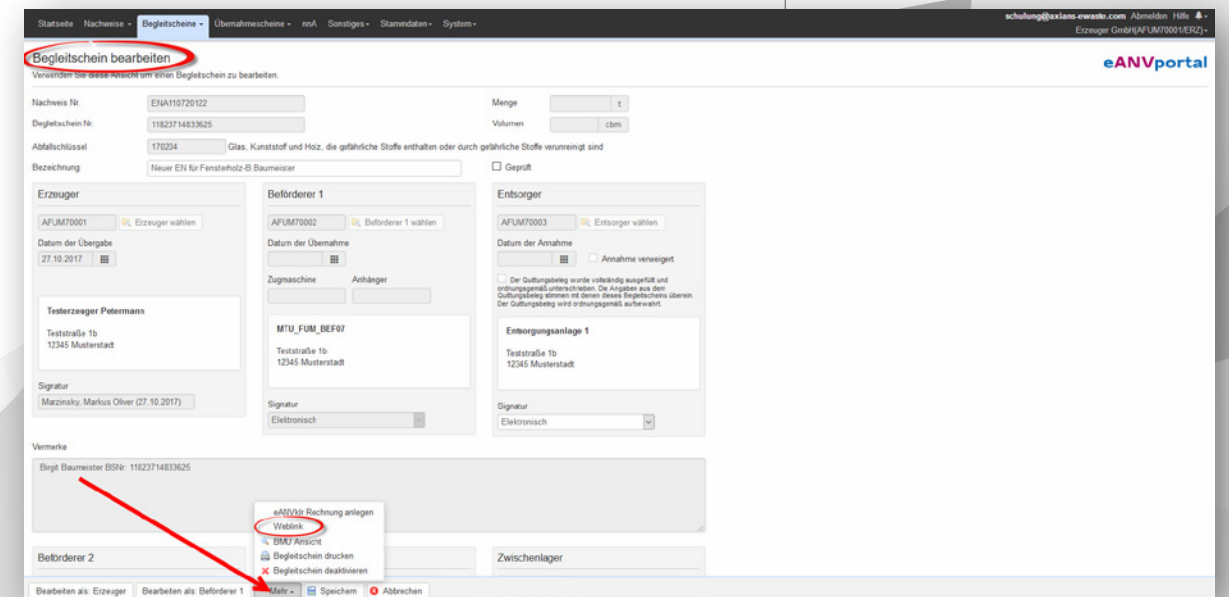 Startseite Nachweise Begleitscheine Übernahmescheine nnA Sonstiges Stammdaten System
schulung@axians-ewaste.com Abmelden Hilfe
Erzeuger GmbH(AFUM70001/ERZ)
Begleitschein bearbeiten
eANVportal
Verwenden Sie diese Ansicht um einen Begleitschein zu bearbeiten.
Nachweis Nr. ENA110720122 Menge t
Begleitschein Nr. 11823714833625 Volumen cbm
Abfallschlüssel 170204 Glas, Kunststoff und Holz, die gefährliche Stoffe enthalten oder durch gefährliche Stoffe verunreingt sind
Bezeichnung Neuer EN für Fensterholz-B.Baumeister Geprüft
Erzeuger Beförderer 1 Entsorger
AFUM70001 Erzeuger wählen AFUM70002 Beförderer 1 wählen AFUM70003 Entsorger wählen
Datum der Übergabe Datum der Übernahme Datum der Annahme
27.10.2017 Annahme verweigert
Zugmaschine Anhänger
Der Quittungsbeleg wurde vollständig ausgefüllt und
ordnungsgemäß unterschrieben. Die Angaben aus dem
Quittungsbeleg stimmen mit denen dieses Begleitscheins überein.
Der Quittungsbeleg wird ordnungsgemäß aufbewahrt.
Testerzeuger Petermann
Teststraße 1b
12345 Musterstadt
MTU_FUM_BEF07
Teststraße 1b
12345 Musterstadt
Entsorgungsanlage 1
Teststraße 1b
12345 Musterstadt
Signatur
Marzinsky, Markus Oliver (27.10.2017)
Signatur
Elektronisch
Signatur
Elektronisch
Vermerke
Birgit Baumeister BSNr: 11823714833625
eANVklr Rechnung anlegen
Weblink
BMU Ansicht
Begleitschein drucken
Begleitschein deaktivieren
Beförderer 2 Zwischenlager
Bearbeiten als: Erzeuger Bearbeiten als: Beförderer 1 Mehr Speichern Abbrechen